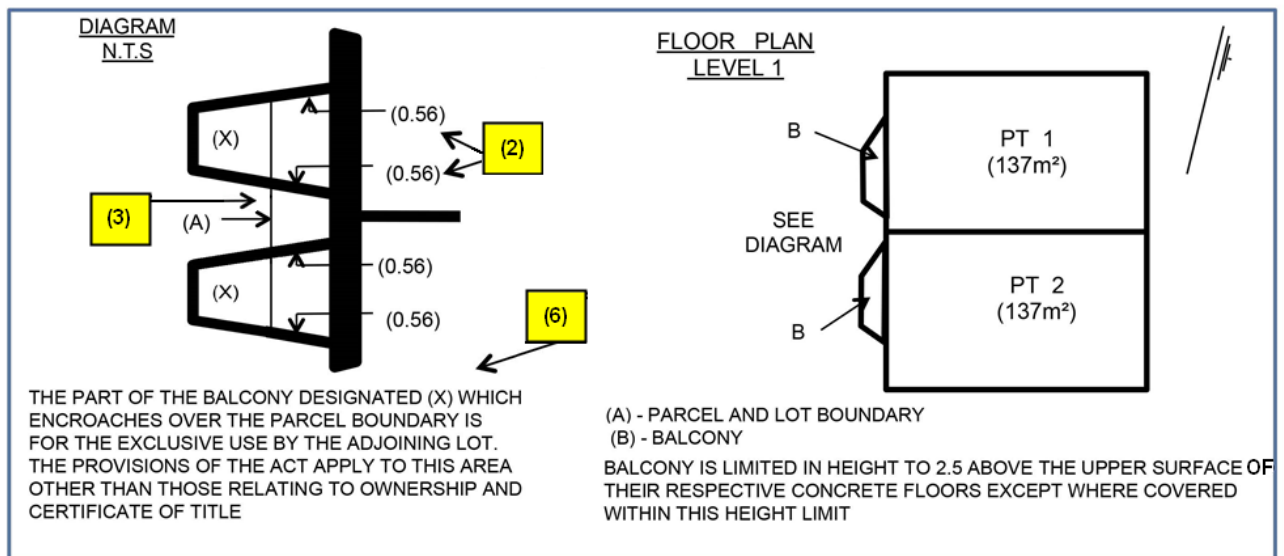 DIAGRAM
N.T.S
(X)
(0.56)
(0.56)
(2)
(3)
(A)
(X)
(0.56)
(0.56)
(6)
THE PART OF THE BALCONY DESIGNATED (X) WHICH
ENCROACHES OVER THE PARCEL BOUNDARY IS
FOR THE EXCLUSIVE USE BY THE ADJOINING LOT.
THE PROVISIONS OF THE ACT APPLY TO THIS AREA
OTHER THAN THOSE RELATING TO OWNERSHIP AND
CERTIFICATE OF TITLE
FLOOR PLAN
LEVEL 1
B
PT 1
(137m²)
SEE
DIAGRAM
PT 2
(137m²)
B
(A) - PARCEL AND LOT BOUNDARY
(B) - BALCONY
BALCONY IS LIMITED IN HEIGHT TO 2.5 ABOVE THE UPPER SURFACE OF
THEIR RESPECTIVE CONCRETE FLOORS EXCEPT WHERE COVERED
WITHIN THIS HEIGHT LIMIT